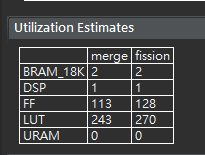 Utilization Estimates
merge fission
BRAM_18K 2 2
DSP 1 1
FF 113 128
LUT 243 270
URAM 0 0